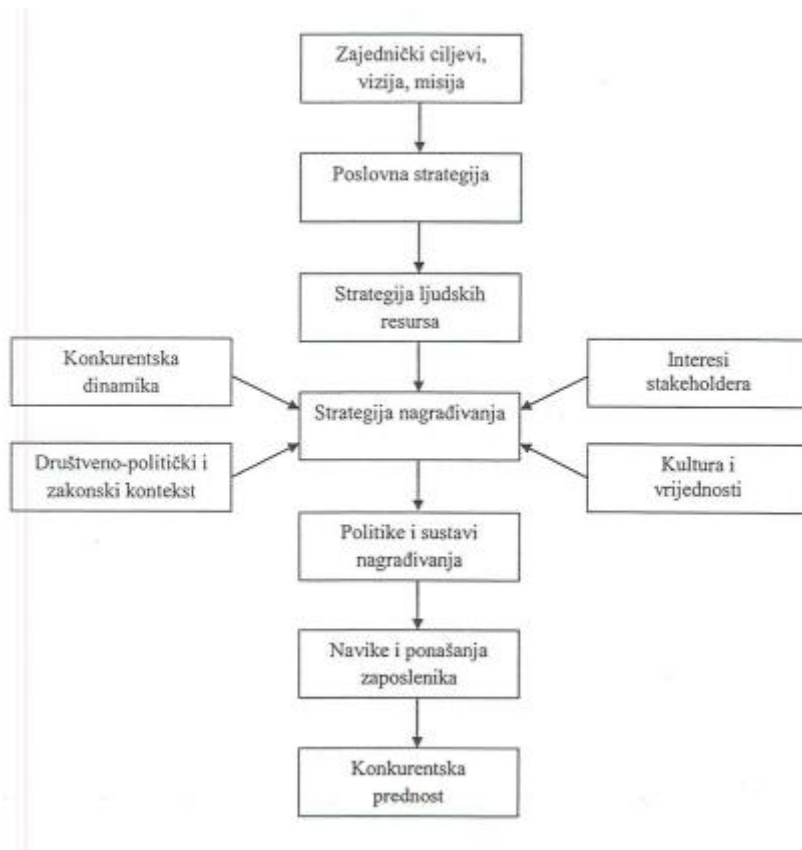 Zajednički ciljevi,
vizija, misija
Poslovna strategija
Strategija ljudskih
resursa
Konkurentska
dinamika
Interesi
stakeholdera
Strategija nagrađivanja
Društveno-politički i
zakonski kontekst
Kultura i
vrijednosti
Politike i sustavi
nagrađivanja
Navike i ponašanja
zaposlenika
Konkurentska
prednost